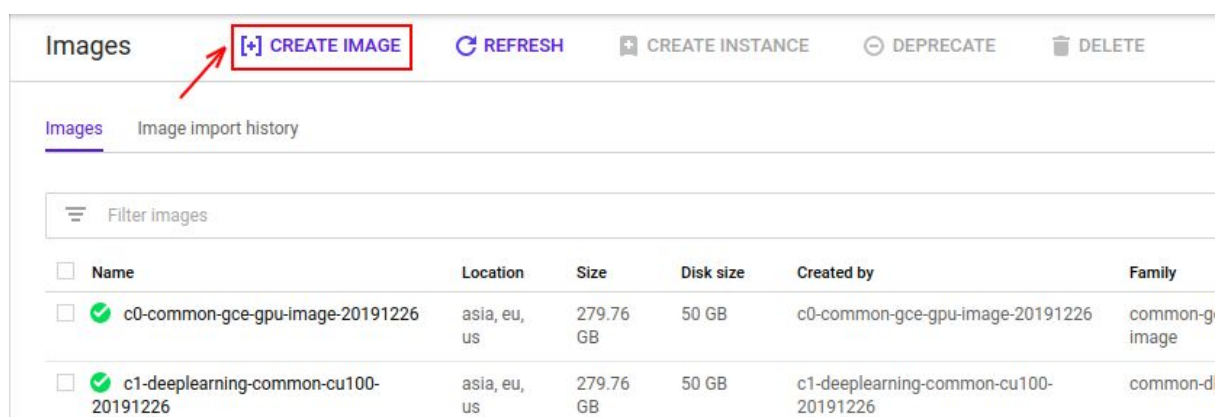 Images [+] CREATE IMAGE REFRESH CREATE INSTANCE DEPRECATE DELETE
Images Image import history
Filter images
Name Location Size Disk size Created by Family
c0-common-gce-gpu-image-20191226 asia, eu, 279.76 50 GB c0-common-gce-gpu-image-20191226 common-g
us GB image
c1-deeplearning-common-cu100- asia, eu, 279.76 50 GB c1-deeplearning-common-cu100- common-d
20191226 us GB 20191226